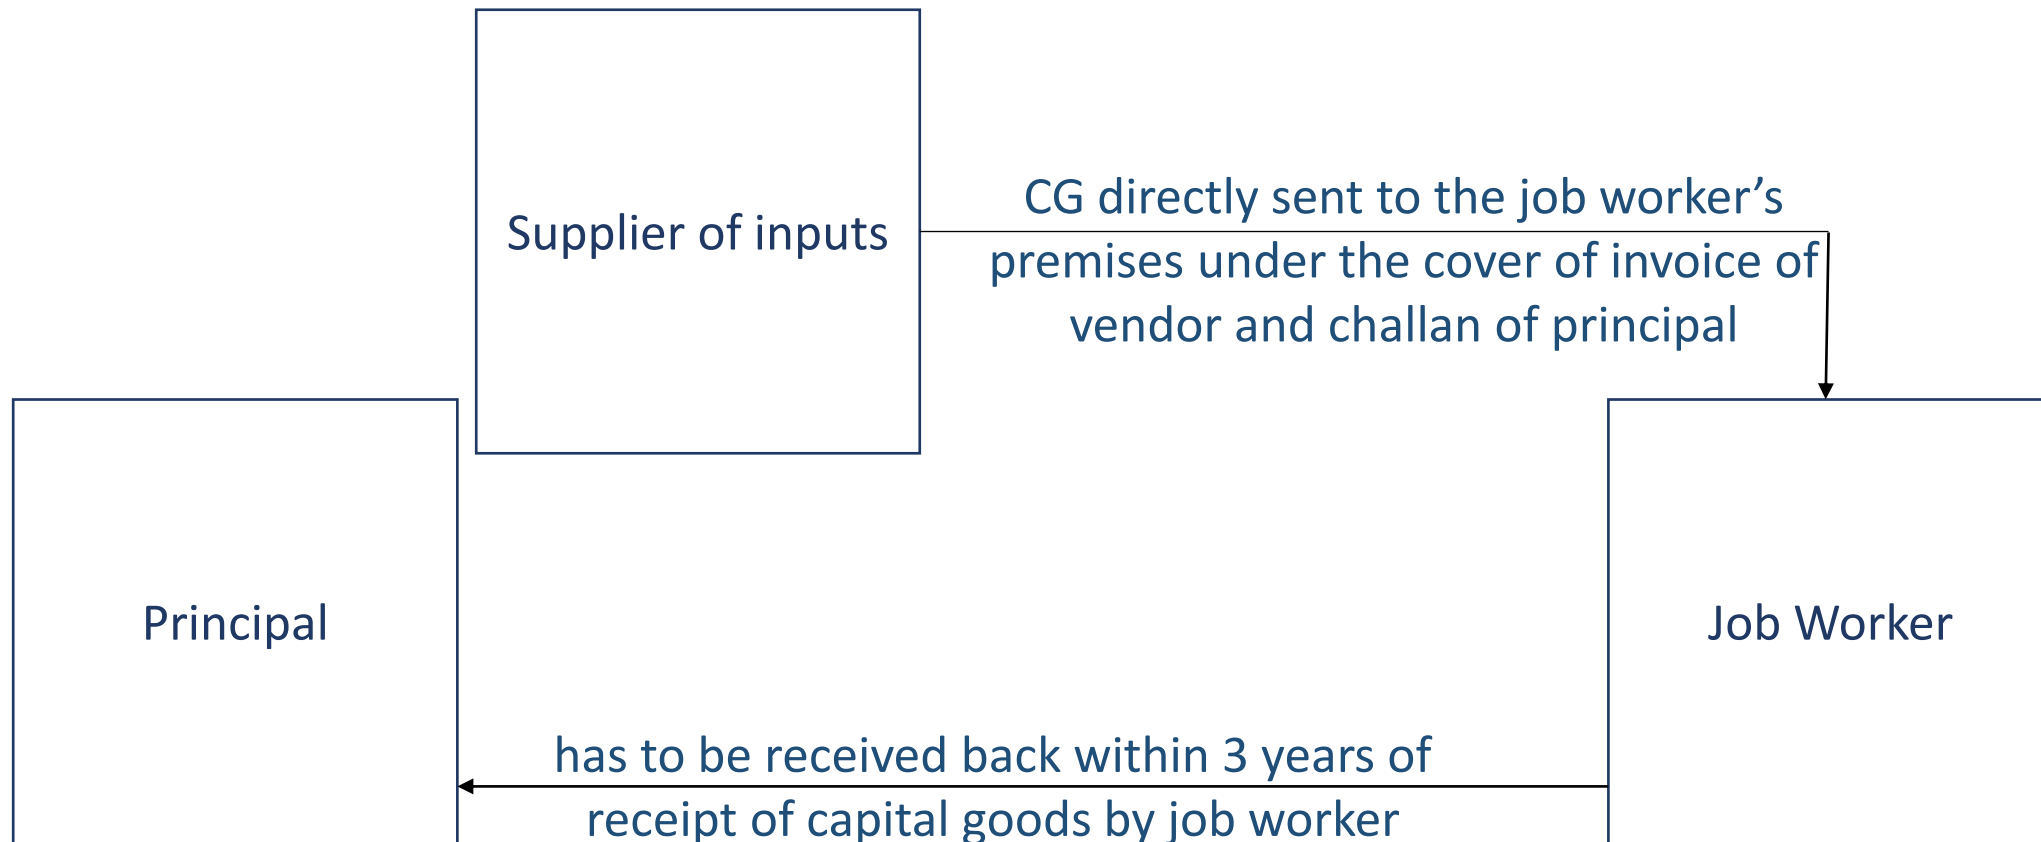 Supplier of inputs
CG directly sent to the job worker’s
premises under the cover of invoice of
vendor and challan of principal
Principal
Job Worker
has to be received back within 3 years of
receipt of capital goods by job worker